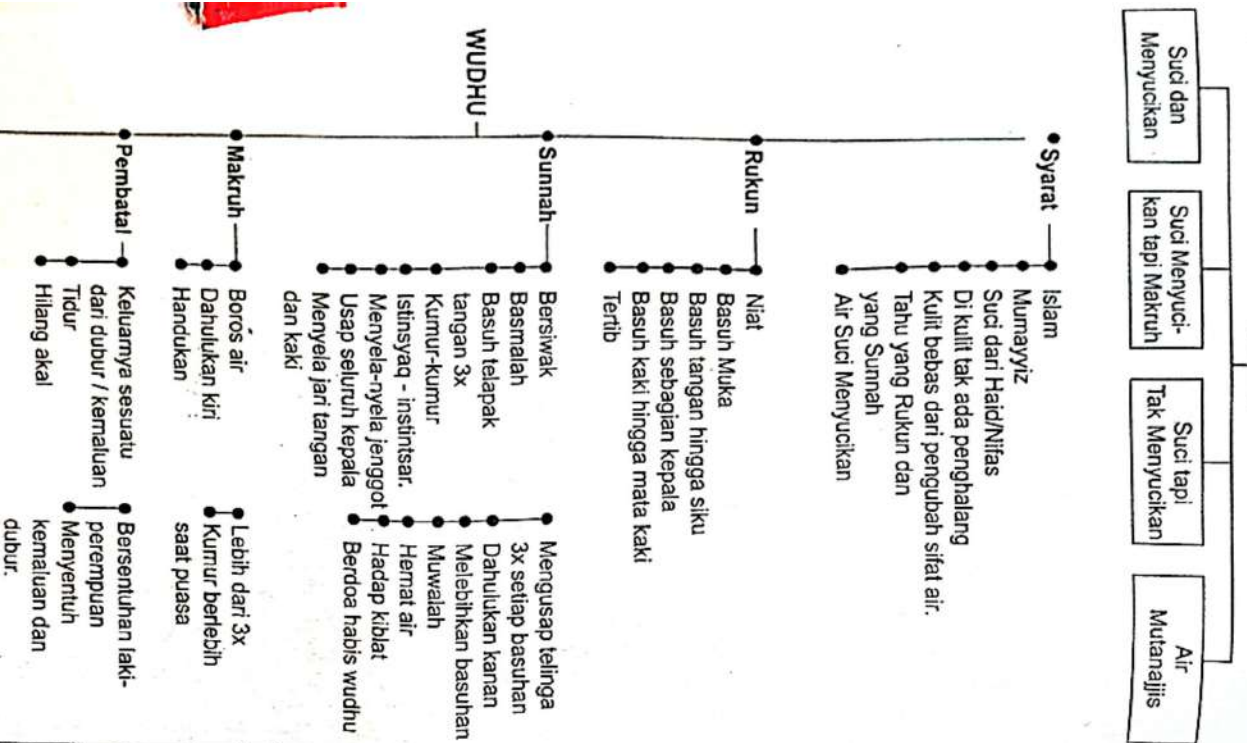 Suci dan
Menyucikan
Suci Menyuci-
kan tapi Makruh
Suci tapi
Tak Menyucikan
Air
Mutanajjis
WUDHU
Syarat
Islam
Mumayyiz
Suci dari Haid/Nifas
Di kulit tak ada penghalang
Kulit bebas dari pengubah sifat air.
Tahu yang Rukun dan
yang Sunnah
Air Suci Menyucikan
Rukun
Niat
Basuh Muka
Basuh tangan hingga siku
Basuh sebagian kepala
Basuh kaki hingga mata kaki
Tertib
Sunnah
Bersiwak
Basmalah
Basuh telapak
tangan 3x
Kumur-kumur
Istinsyaq - instintsar.
Menyela-nyela jenggot
Usap seluruh kepala
Menyela jari tangan
dan kaki
Mengusap telinga
3x setiap basuhan
Dahulukan kanan
Melebihkan basuhan
Muwalah
Hemat air
Hadap kiblat
Berdoa habis wudhu
Makruh
Boros air
Dahulukan kiri
Handukan
Lebih dari 3x
Kumur berlebih
saat puasa
Pembatal
Keluarnya sesuatu
dari dubur / kemaluan
Tidur
Hilang akal
Bersentuhan laki-
perempuan
Menyentuh
kemaluan dan
dubur.